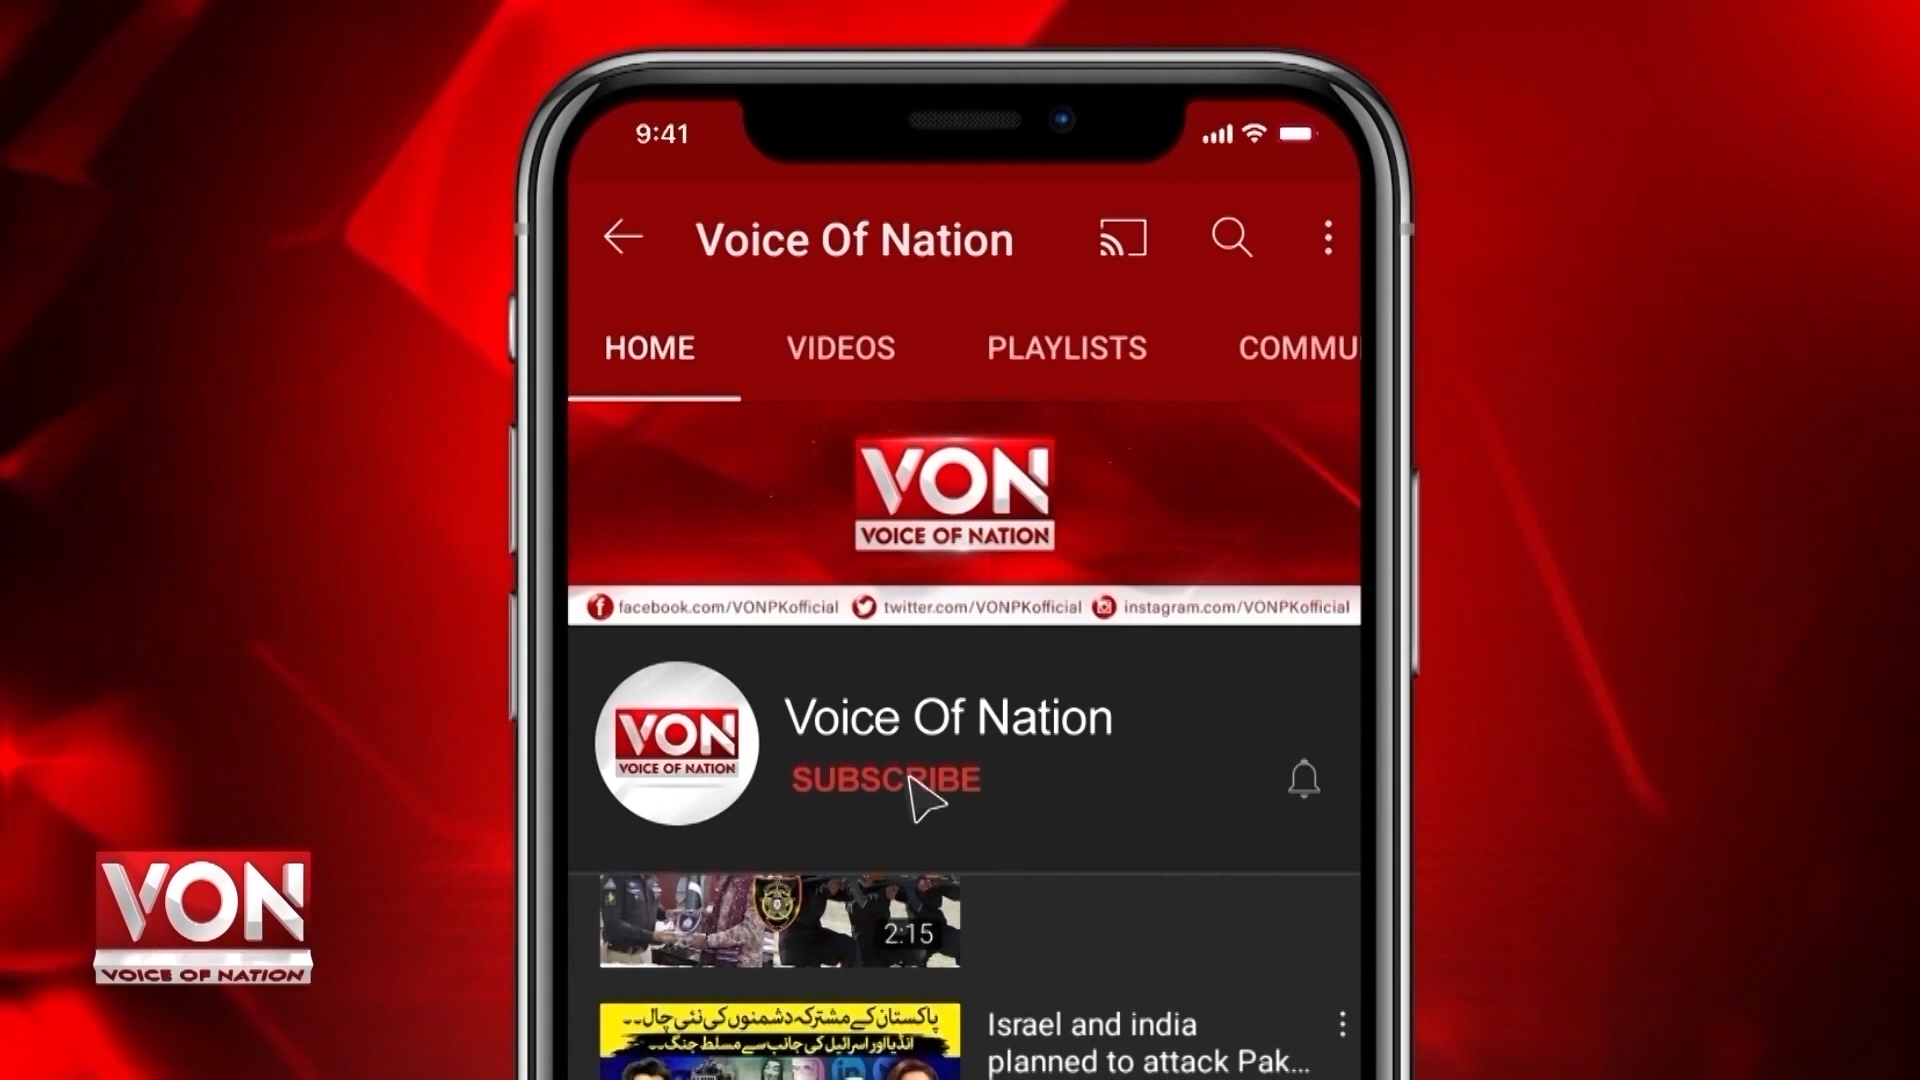 9:41
Voice Of Nation
HOME VIDEOS PLAYLISTS COMMU
VON
VOICE OF NATION
facebook.com/VONPKofficial twitter.com/VONPKofficial instagram.com/VONPKofficial
VON
VOICE OF NATION
Voice Of Nation
SUBSCRIBE
VON
VOICE OF NATION
2:15
پاکستان کے مشترکہ دشمنوں کی نئی چال۔۔
انڈیا اور اسرائیل کی جانب سے مسلط جنگ۔۔
Israel and india
planned to attack Pak...